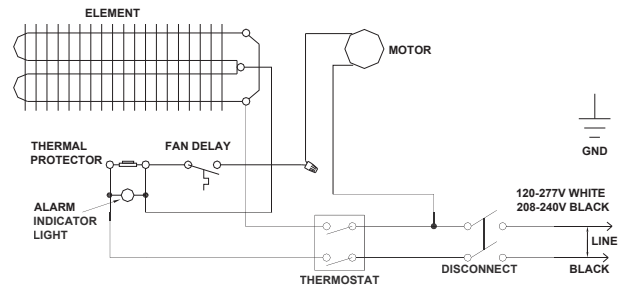 ELEMENT
MOTOR
THERMAL
PROTECTOR
FAN DELAY
GND
ALARM
INDICATOR
LIGHT
120-277V WHITE
208-240V BLACK
LINE
THERMOSTAT
DISCONNECT
BLACK